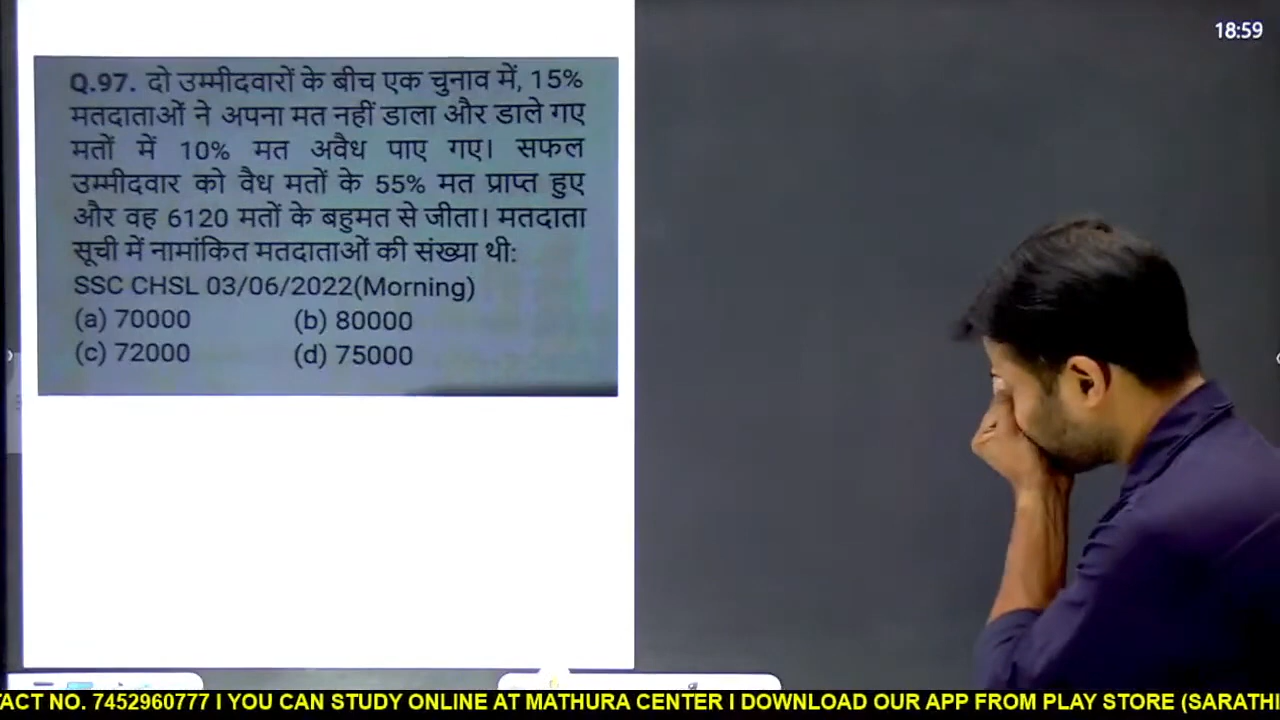 18:59
Q.97. दो उम्मीदवारों के बीच एक चुनाव में, 15%
मतदाताओं ने अपना मत नहीं डाला और डाले गए
मतों में 10% मत अवैध पाए गए। सफल
उम्मीदवार को वैध मतों के 55% मत प्राप्त हुए
और वह 6120 मतों के बहुमत से जीता। मतदाता
सूची में नामांकित मतदाताओं की संख्या थी:
SSC CHSL 03/06/2022(Morning)
(a) 70000 (b) 80000
(c) 72000 (d) 75000
ACT NO. 7452960777 I YOU CAN STUDY ONLINE AT MATHURA CENTER I DOWNLOAD OUR APP FROM PLAY STORE (SARATHI